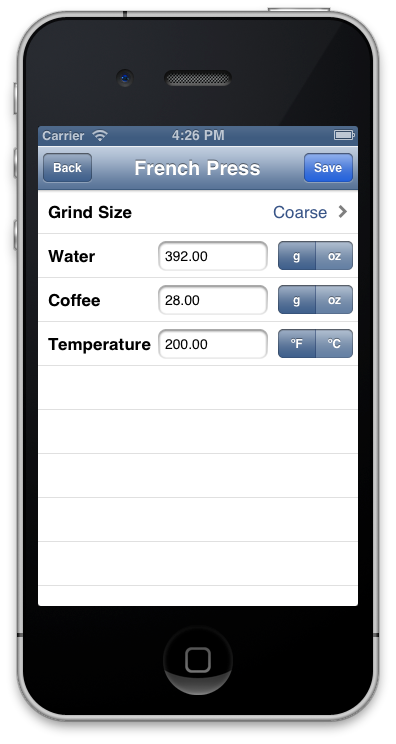 Carrier 4:26 PM
Back French Press Save
Grind Size Coarse
Water 392.00 g oz
Coffee 28.00 g oz
Temperature 200.00 °F °C